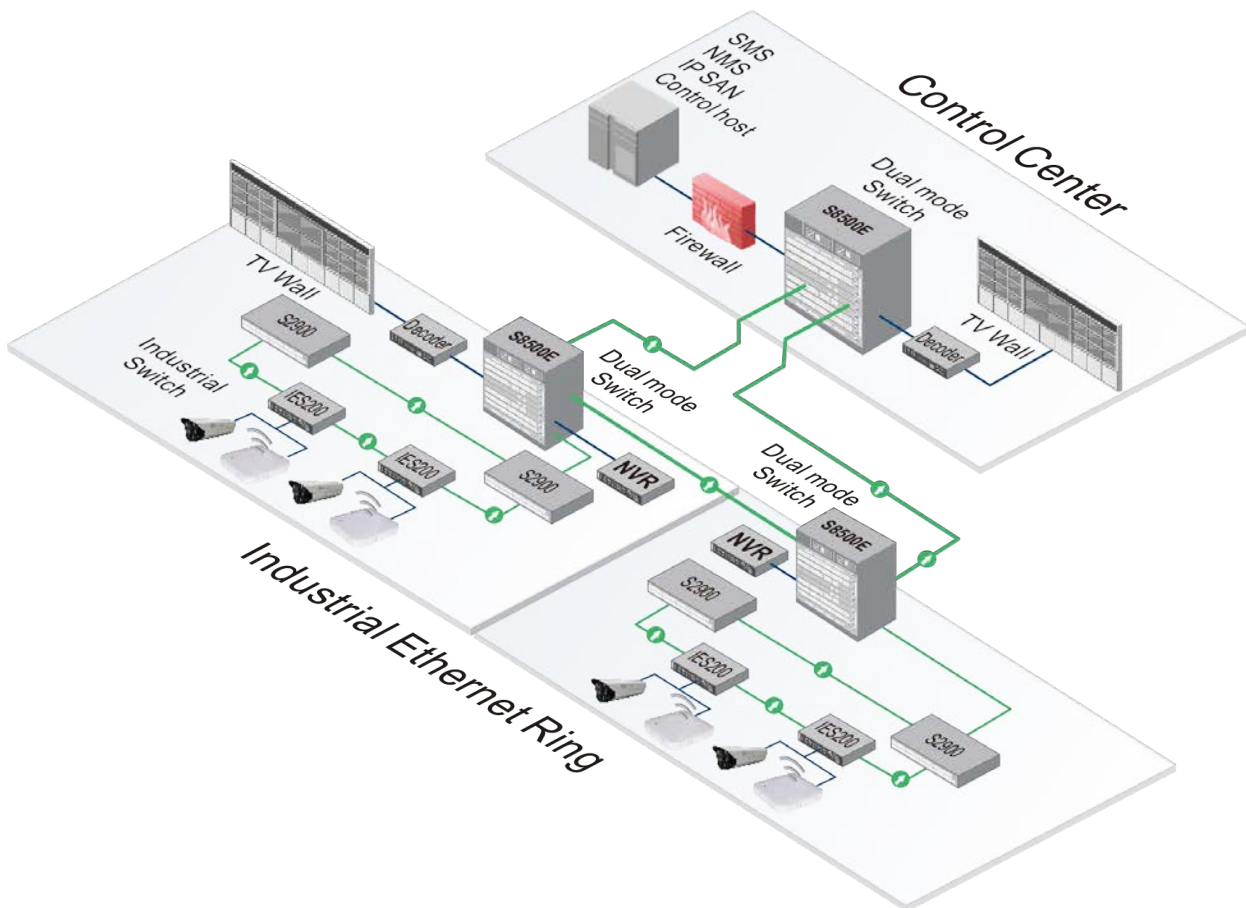 SMS
NMS
IP SAN
Control host
Control Center
Dual mode
Switch
S8500E
Firewall
TV Wall
Decoder
TV Wall
S2900
Decoder
S8500E
Dual mode
Switch
Industrial
Switch
IES200
IES200
S2900
NVR
Industrial Ethernet Ring
Dual mode
Switch
S8500E
NVR
S2900
IES200
IES200
S2900